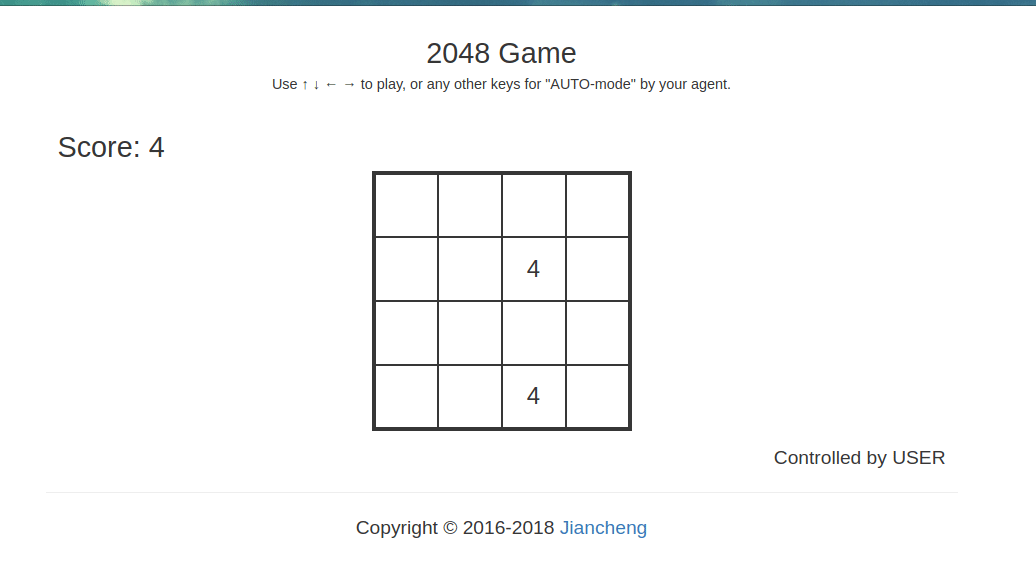 2048 Game
Use ↑ ↓ ← → to play, or any other keys for "AUTO-mode" by your agent.
Score: 4
4
4
Controlled by USER
Copyright © 2016-2018 Jiancheng